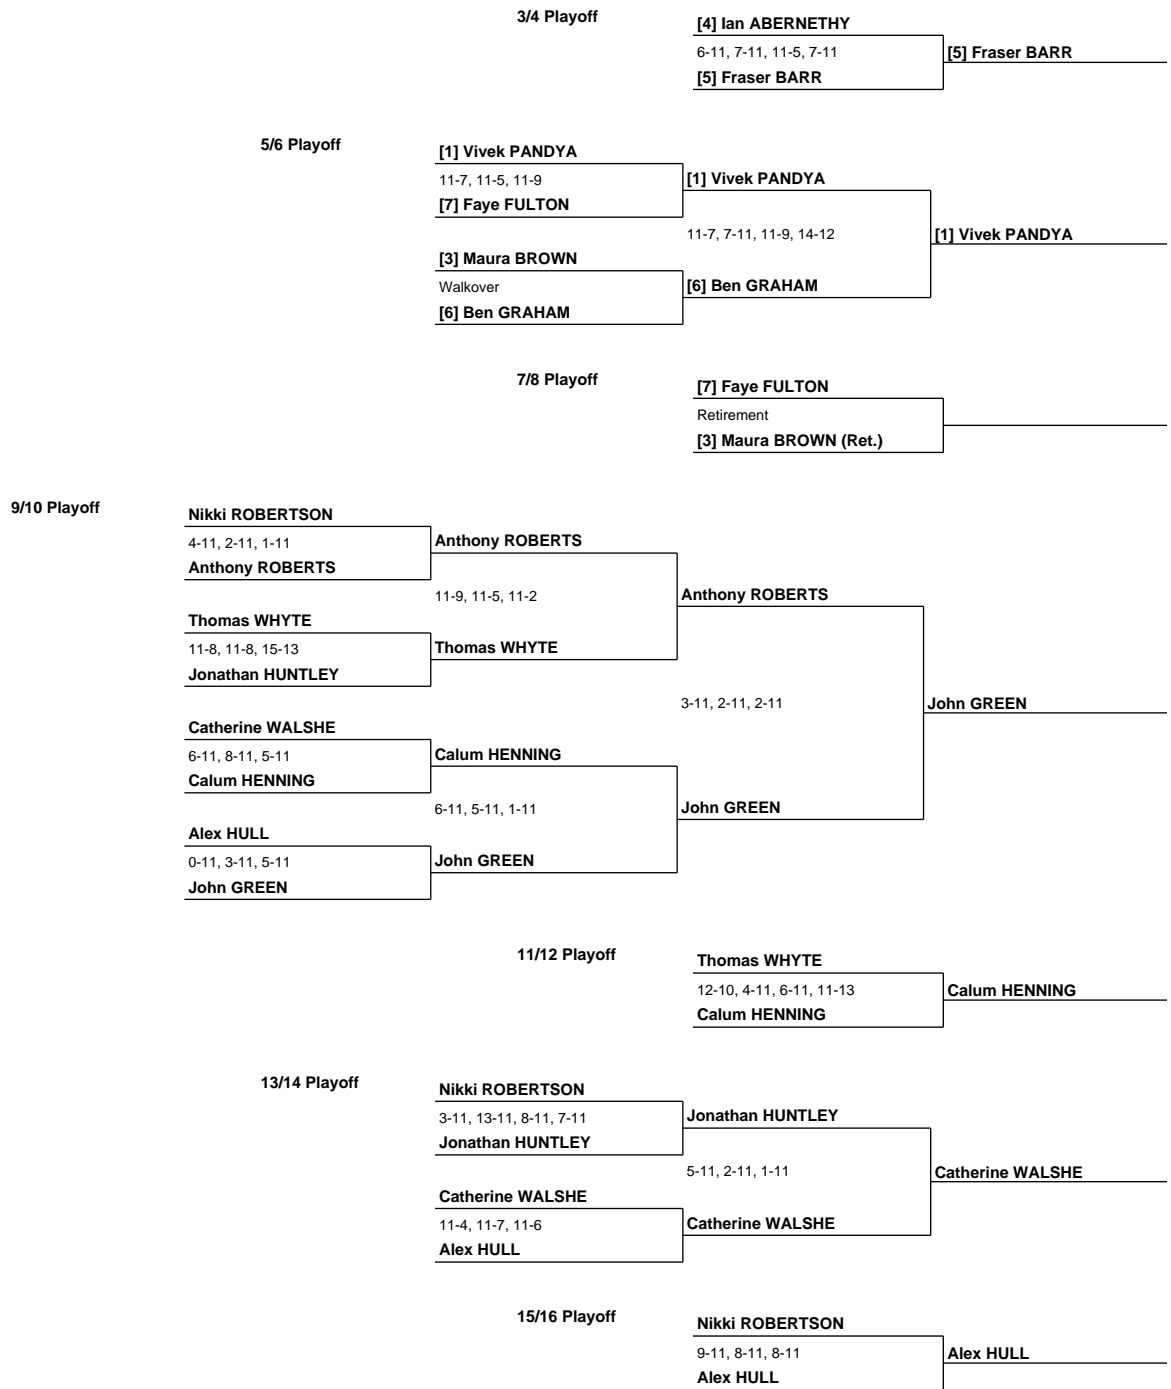 3/4 Playoff
[4] Ian ABERNETHY
6-11, 7-11, 11-5, 7-11
[5] Fraser BARR
[5] Fraser BARR
5/6 Playoff
[1] Vivek PANDYA
11-7, 11-5, 11-9
[1] Vivek PANDYA
[7] Faye FULTON
11-7, 7-11, 11-9, 14-12
[1] Vivek PANDYA
[3] Maura BROWN
Walkover
[6] Ben GRAHAM
[6] Ben GRAHAM
7/8 Playoff
[7] Faye FULTON
Retirement
[3] Maura BROWN (Ret.)
9/10 Playoff
Nikki ROBERTSON
4-11, 2-11, 1-11
Anthony ROBERTS
Anthony ROBERTS
11-9, 11-5, 11-2
Anthony ROBERTS
Thomas WHYTE
11-8, 11-8, 15-13
Thomas WHYTE
Jonathan HUNTLEY
3-11, 2-11, 2-11
John GREEN
Catherine WALSHE
6-11, 8-11, 5-11
Calum HENNING
Calum HENNING
6-11, 5-11, 1-11
John GREEN
Alex HULL
0-11, 3-11, 5-11
John GREEN
John GREEN
11/12 Playoff
Thomas WHYTE
12-10, 4-11, 6-11, 11-13
Calum HENNING
Calum HENNING
13/14 Playoff
Nikki ROBERTSON
3-11, 13-11, 8-11, 7-11
Jonathan HUNTLEY
Jonathan HUNTLEY
5-11, 2-11, 1-11
Catherine WALSHE
Catherine WALSHE
11-4, 11-7, 11-6
Catherine WALSHE
Alex HULL
15/16 Playoff
Nikki ROBERTSON
9-11, 8-11, 8-11
Alex HULL
Alex HULL